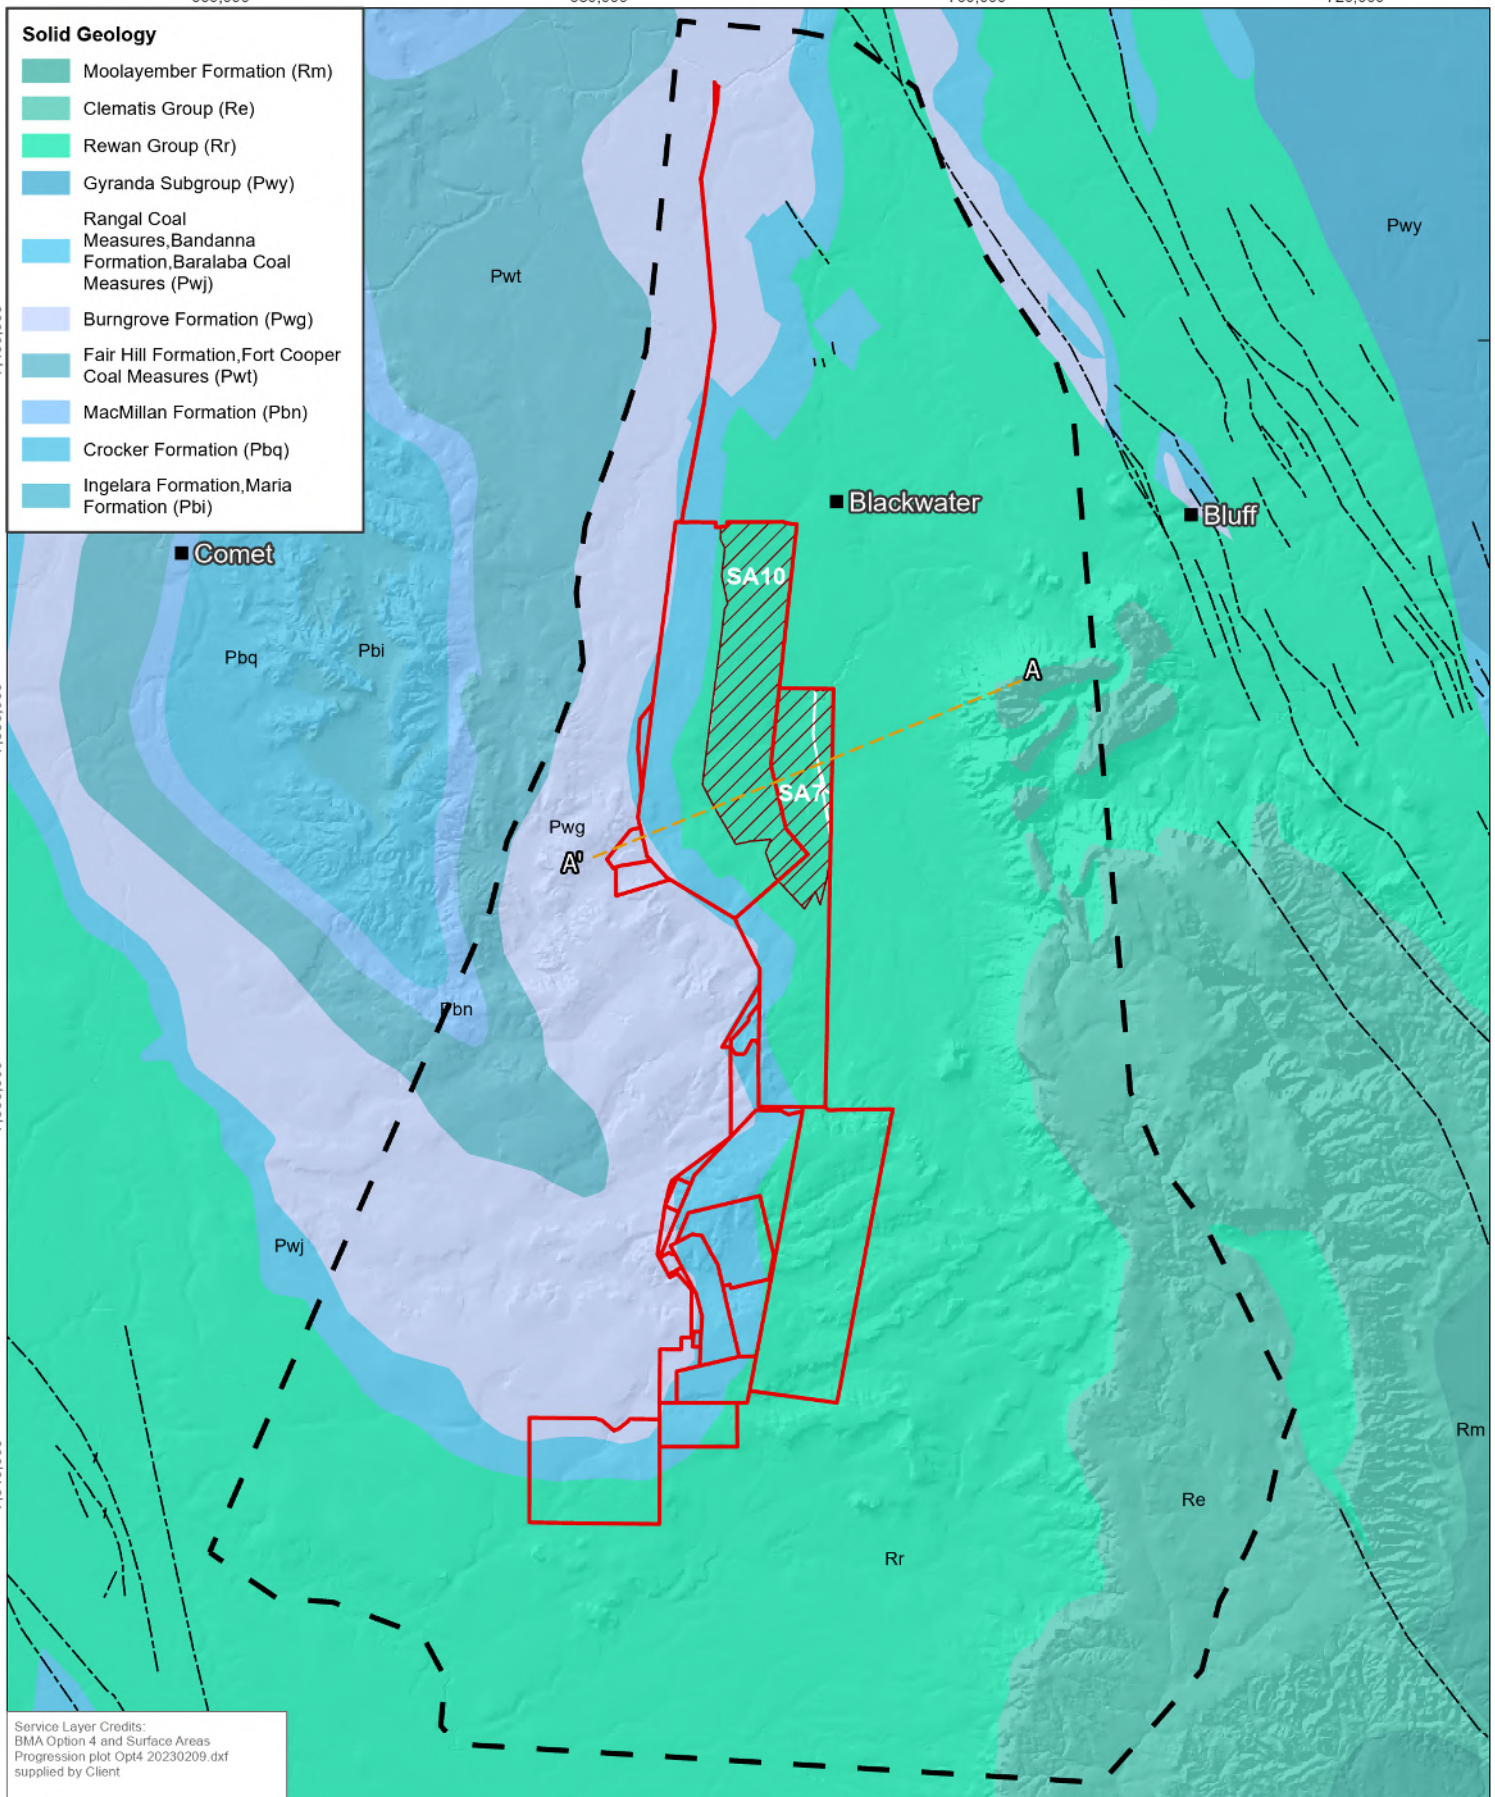 Solid Geology
Moolayember Formation (Rm)
Clematis Group (Re)
Rewan Group (Rr)
Gyranda Subgroup (Pwy)
Rangal Coal
Measures,Bandanna
Formation,Baralaba Coal
Measures (Pwj)
Burngrove Formation (Pwg)
Fair Hill Formation,Fort Cooper
Coal Measures (Pwt)
MacMillan Formation (Pbn)
Crocker Formation (Pbq)
Ingelara Formation,Maria
Formation (Pbi)
Pwy
Pwt
Blackwater
Bluff
Comet
SA10
Pbq
Pbi
A
SA7
Pwg
A'
Pbn
Pwj
Rm
Re
Rr
Service Layer Credits:
BMA Option 4 and Surface Areas
Progression plot Opt4 20230209.dxf
supplied by Client